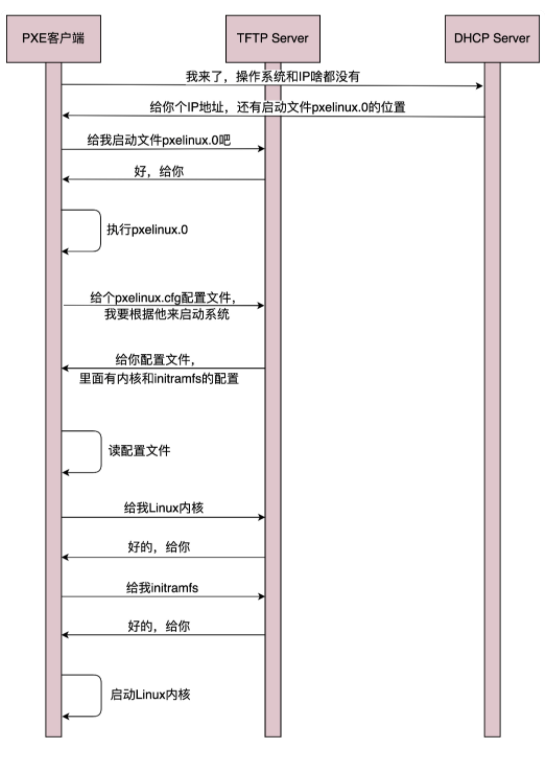 PXE客户端
TFTP Server
DHCP Server
我来了，操作系统和IP啥都没有
给你个IP地址，还有启动文件pxelinux.0的位置
给我启动文件pxelinux.0吧
好，给你
执行pxelinux.0
给个pxelinux.cfg配置文件，
我要根据他来启动系统
给你配置文件，
里面有内核和initramfs的配置
读配置文件
给我Linux内核
好的，给你
给我initramfs
好的，给你
启动Linux内核